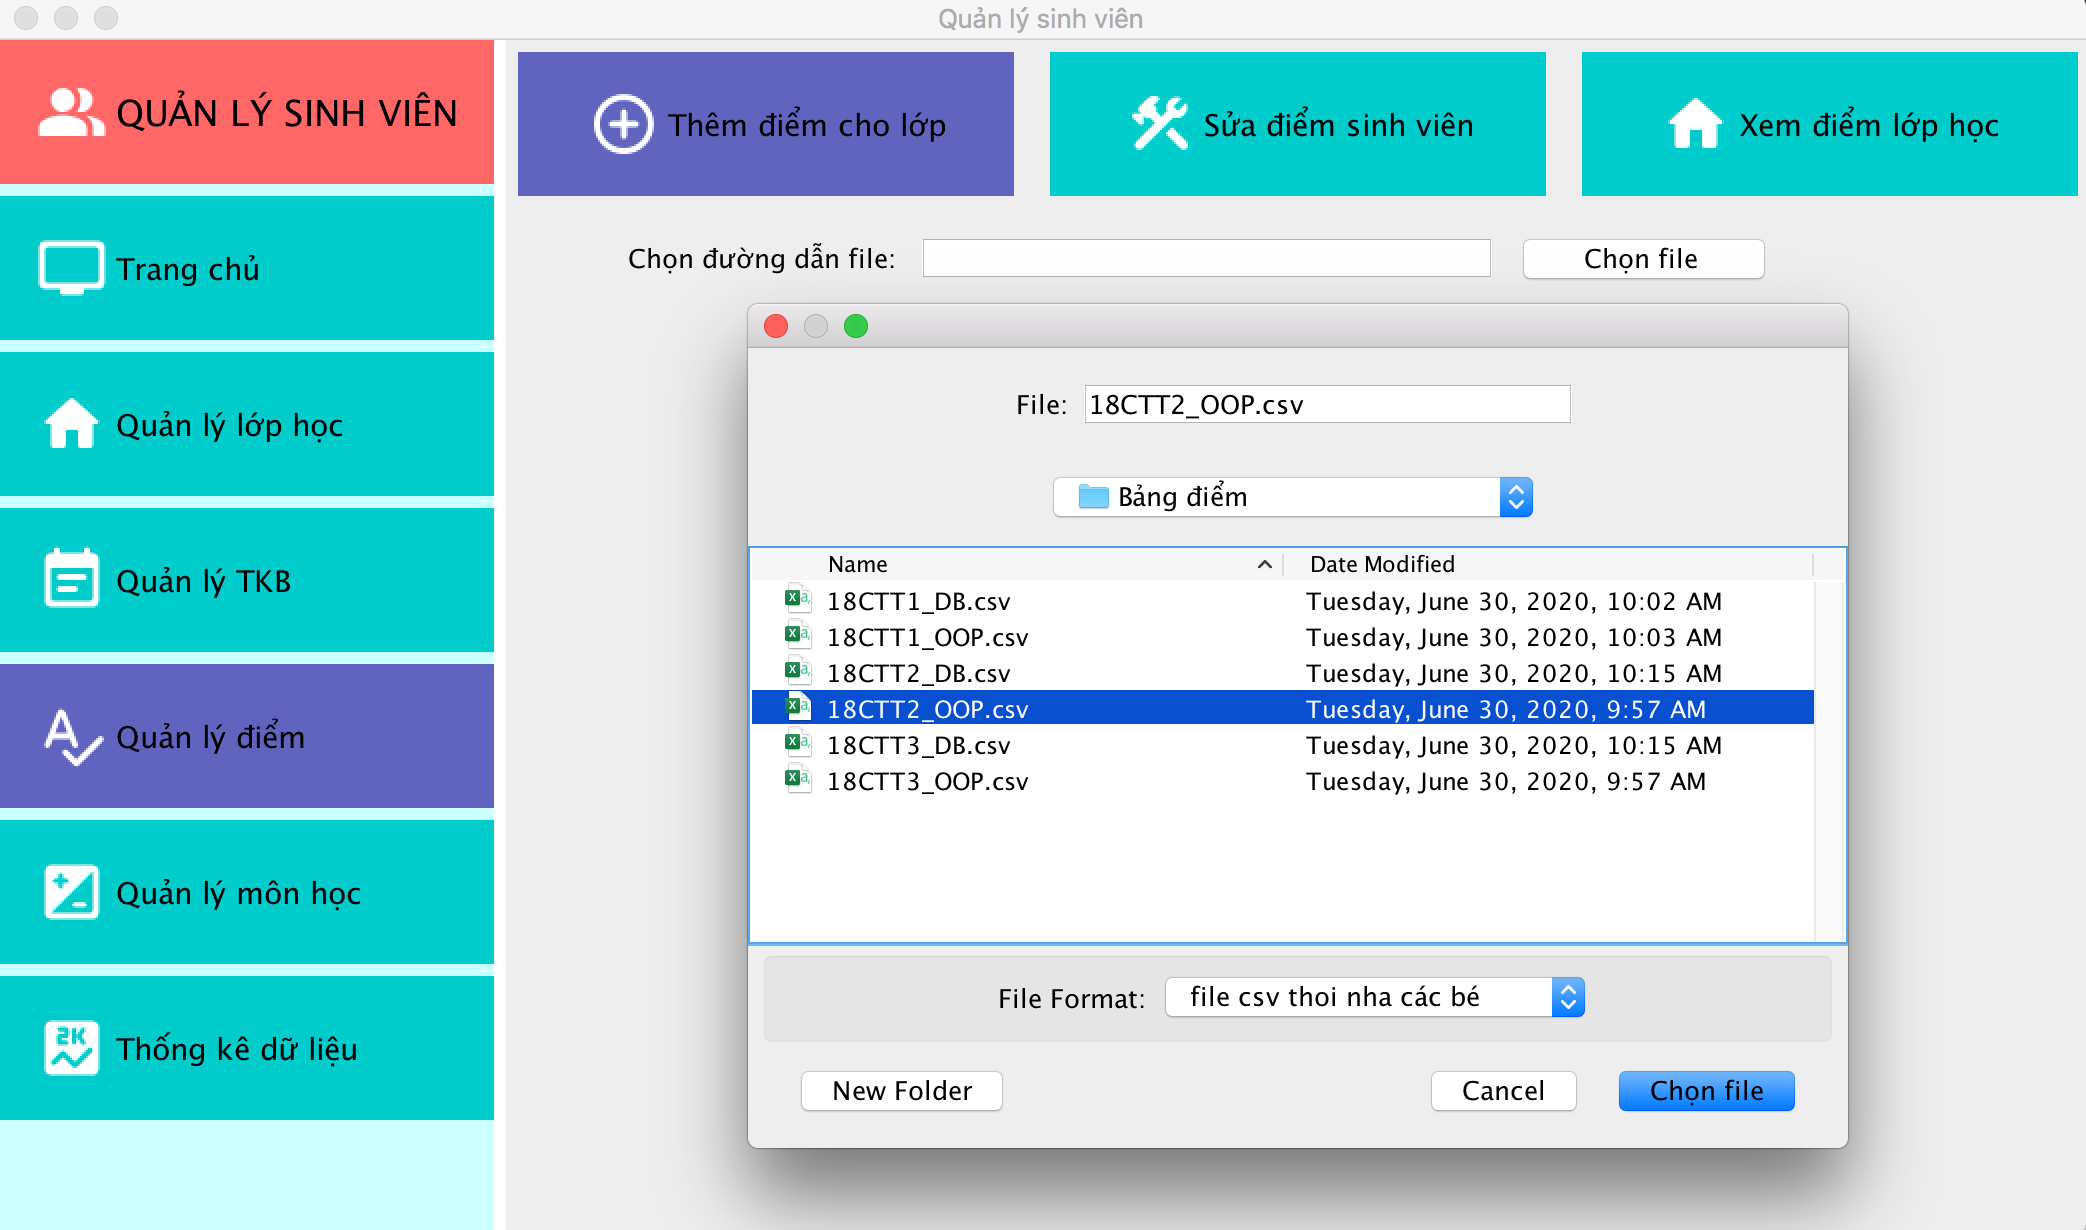 Quản lý sinh viên
QUẢN LÝ SINH VIÊN
Trang chủ
Quản lý lớp học
Quản lý TKB
Quản lý điểm
Quản lý môn học
2K
Thống kê dữ liệu
Thêm điểm cho lớp
Sửa điểm sinh viên
Xem điểm lớp học
Chọn đường dẫn file:
Chọn file
File: 18CTT2_OOP.csv
Bảng điểm
Name Date Modified
18CTT1_DB.csv Tuesday, June 30, 2020, 10:02 AM
18CTT1_OOP.csv Tuesday, June 30, 2020, 10:03 AM
18CTT2_DB.csv Tuesday, June 30, 2020, 10:15 AM
18CTT2_OOP.csv Tuesday, June 30, 2020, 9:57 AM
18CTT3_DB.csv Tuesday, June 30, 2020, 10:15 AM
18CTT3_OOP.csv Tuesday, June 30, 2020, 9:57 AM
File Format: file csv thoi nha các bé
New Folder Cancel Chọn file